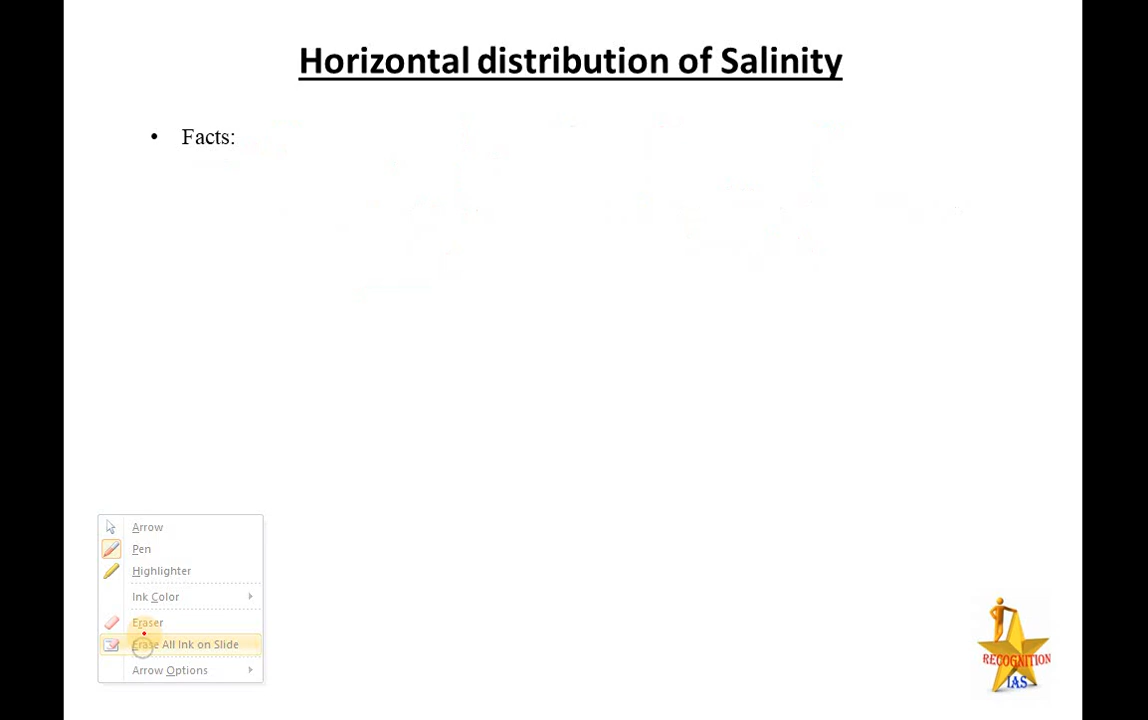 Horizontal distribution of Salinity
• Facts:
Arrow
Pen
Highlighter
Ink Color
Eraser
Erase All Ink on Slide
Arrow Options
RECOGNITION
IAS